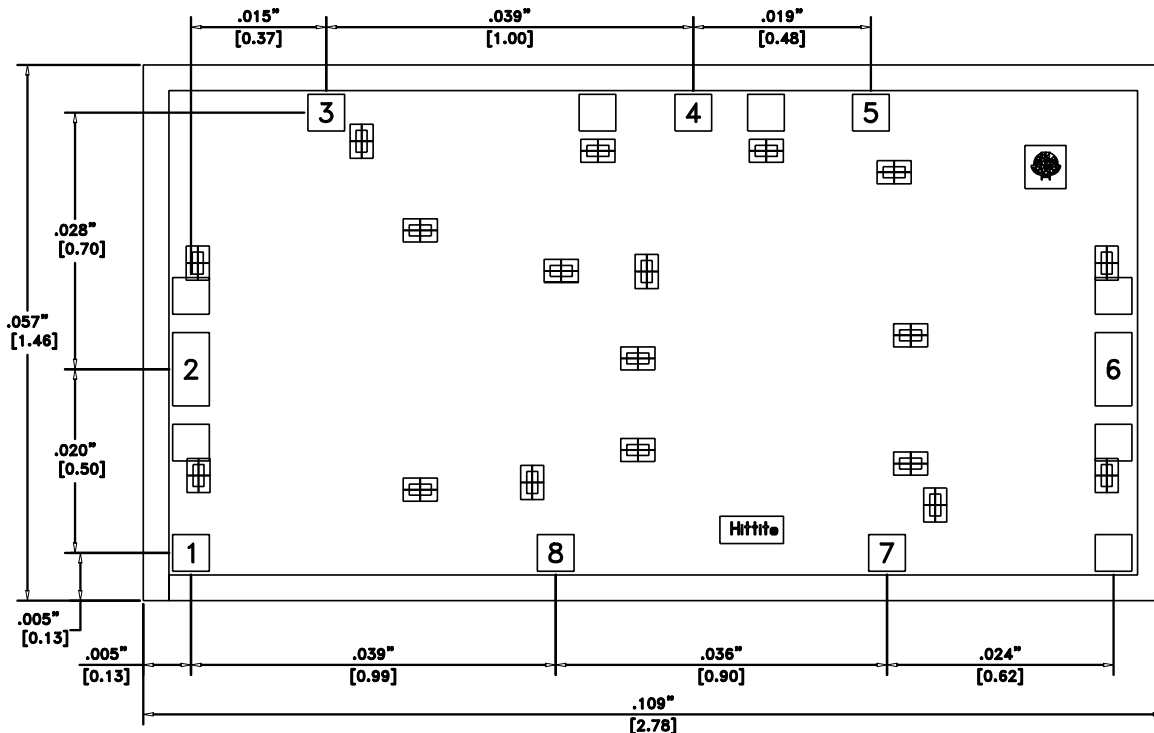 .015” .039” .019”
[0.37] [1.00] [0.48]
3 4 5
.028”
[0.70]
.057”
[1.46]
2 6
.020”
[0.50]
Hittite
1 8 7
.005”
[0.13]
.005” .039” .036” .024”
[0.13] [0.99] [0.90] [0.62]
.109”
[2.78]